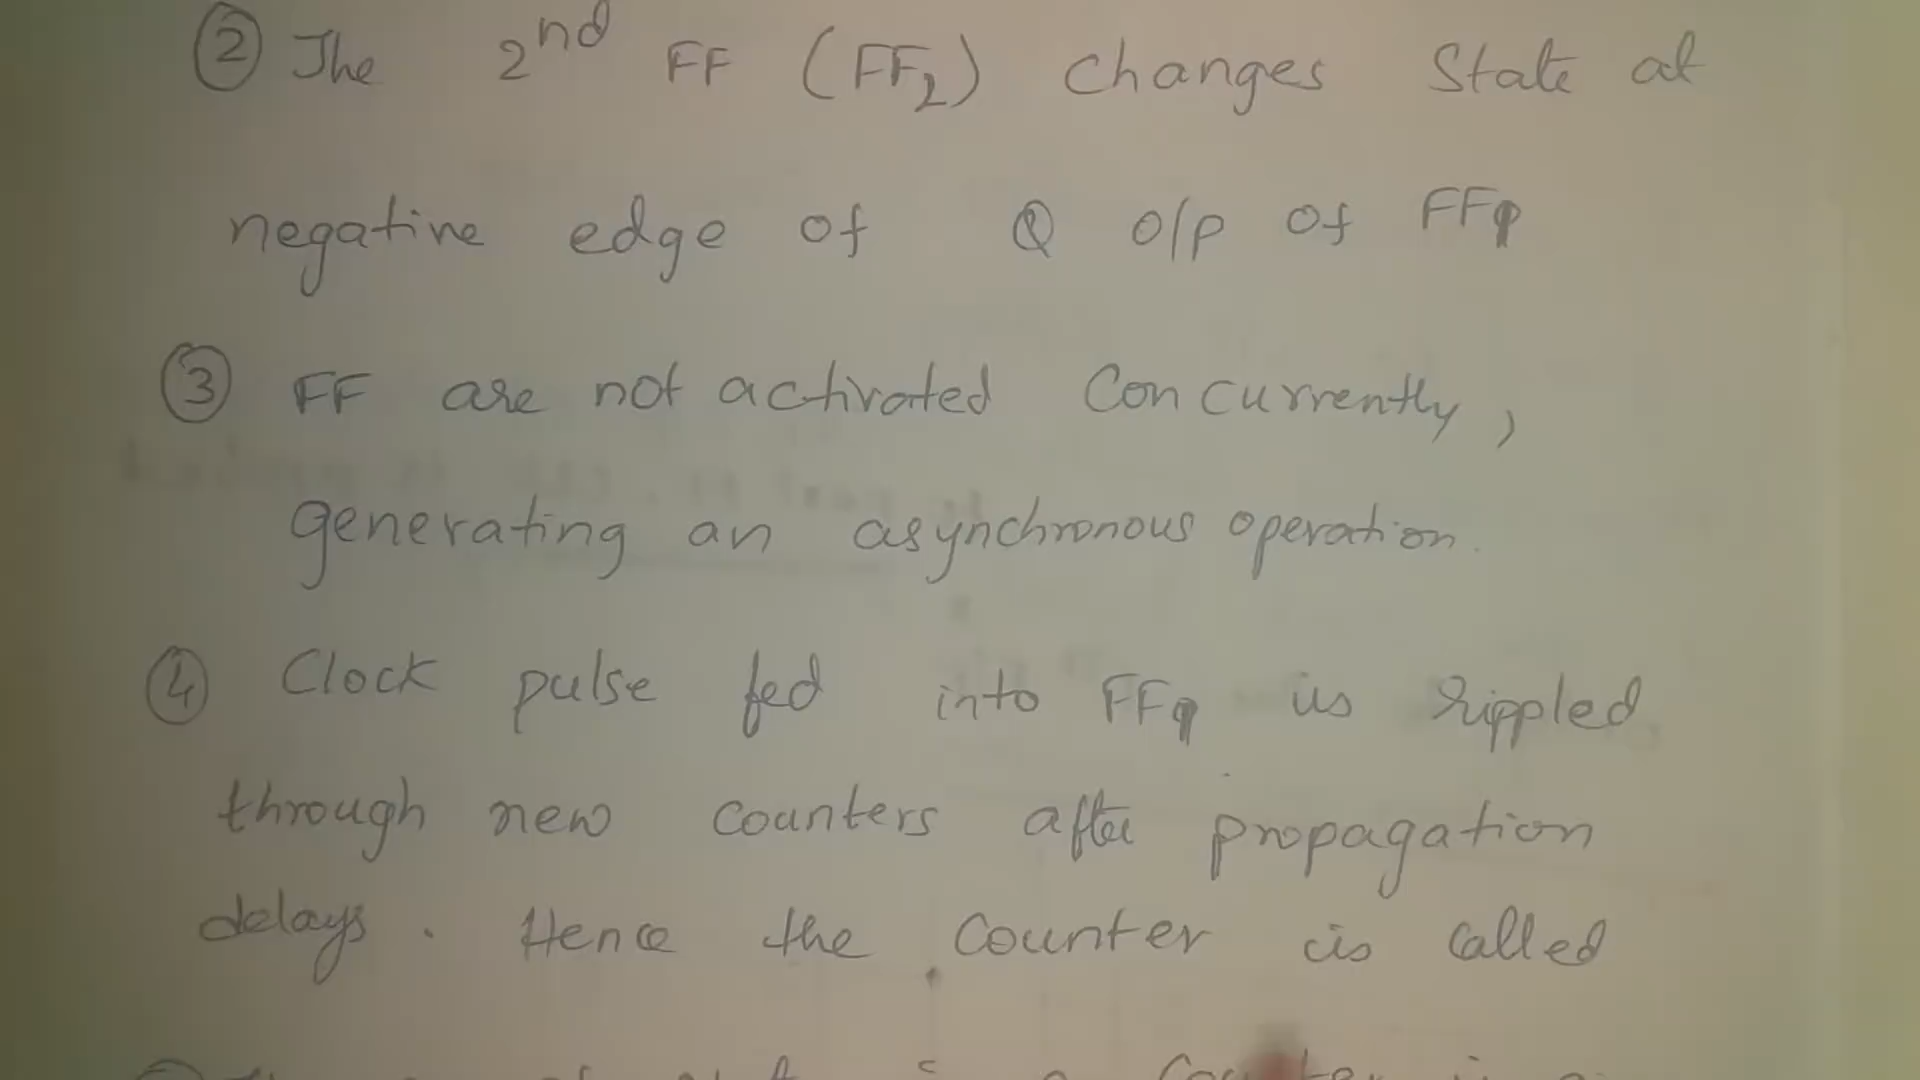 ② The 2nd FF (FF2) changes State at
negative edge of Q o/p of FF1
③ FF are not activated Concurrently,
generating an asynchronous operation.
④ Clock pulse fed into FF1 is rippled
through new counters after propagation
delays. Hence the Counter is called